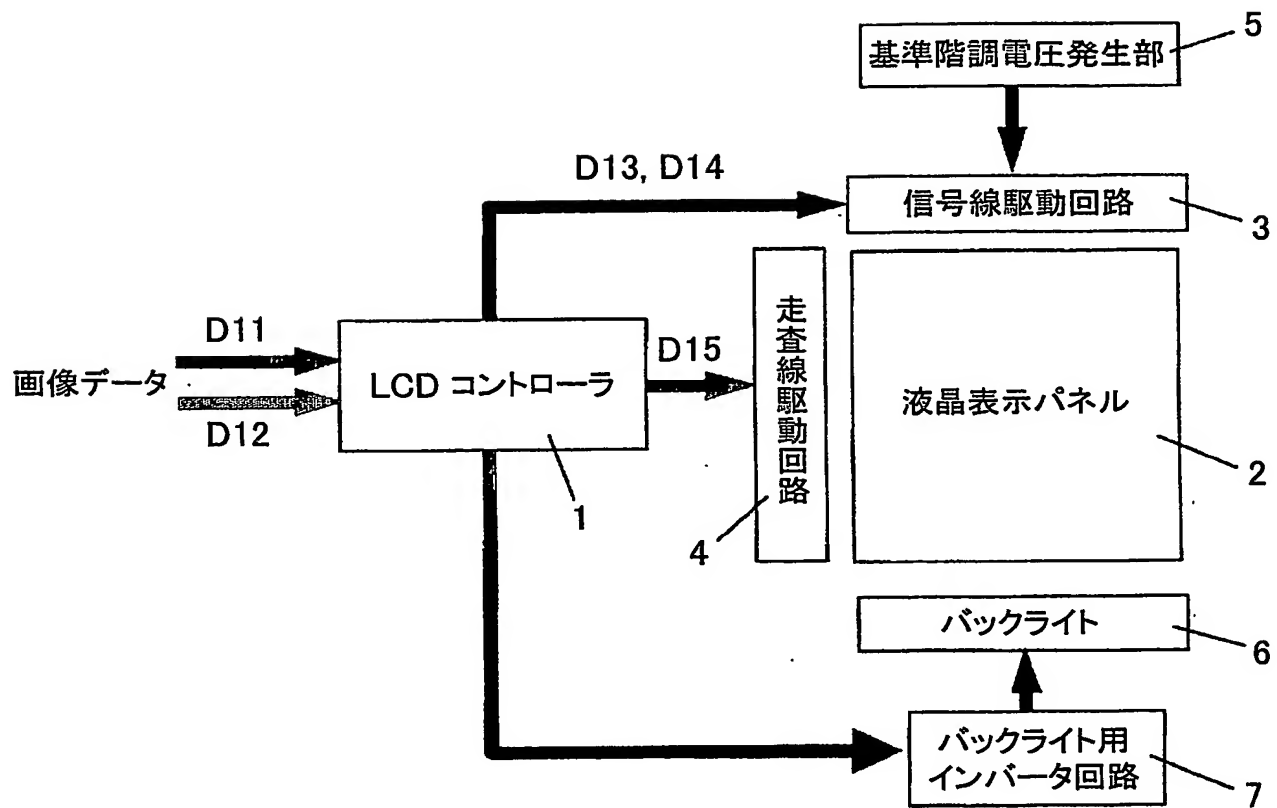 5
基準階調電圧発生部
D13, D14
信号線駆動回路
3
D11
画像データ
D12
LCD コントローラ
1
D15
走査線駆動回路
4
液晶表示パネル
2
バックライト
6
バックライト用
インバータ回路
7